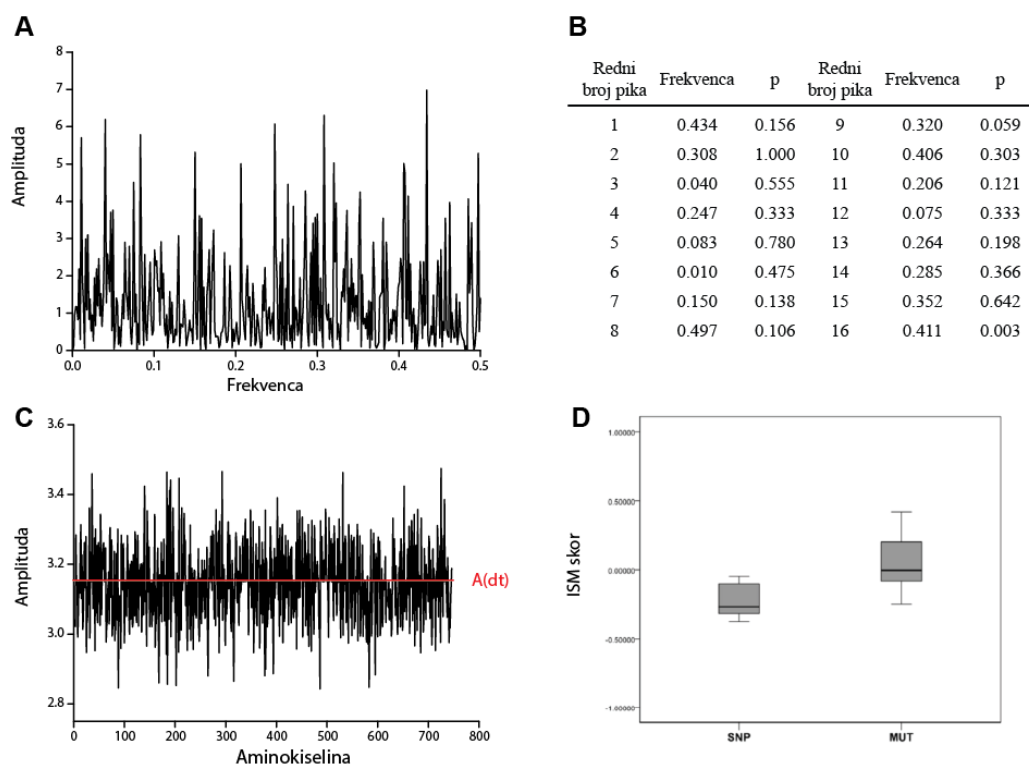 A
Amplituda
8
7
6
5
4
3
2
1
0
0.0 0.1 0.2 0.3 0.4 0.5
Frekvenca
B
Redni broj pika Frekvenca p Redni broj pika Frekvenca p
1 0.434 0.156 9 0.320 0.059
2 0.308 1.000 10 0.406 0.303
3 0.040 0.555 11 0.206 0.121
4 0.247 0.333 12 0.075 0.333
5 0.083 0.780 13 0.264 0.198
6 0.010 0.475 14 0.285 0.366
7 0.150 0.138 15 0.352 0.642
8 0.497 0.106 16 0.411 0.003
C
Amplituda
3.6
3.4
3.2
3.0
2.8
A(dt)
0 100 200 300 400 500 600 700 800
Aminokiselina
D
ISM skor
1.00000
0.50000
0.00000
-0.50000
-1.00000
SNP MUT